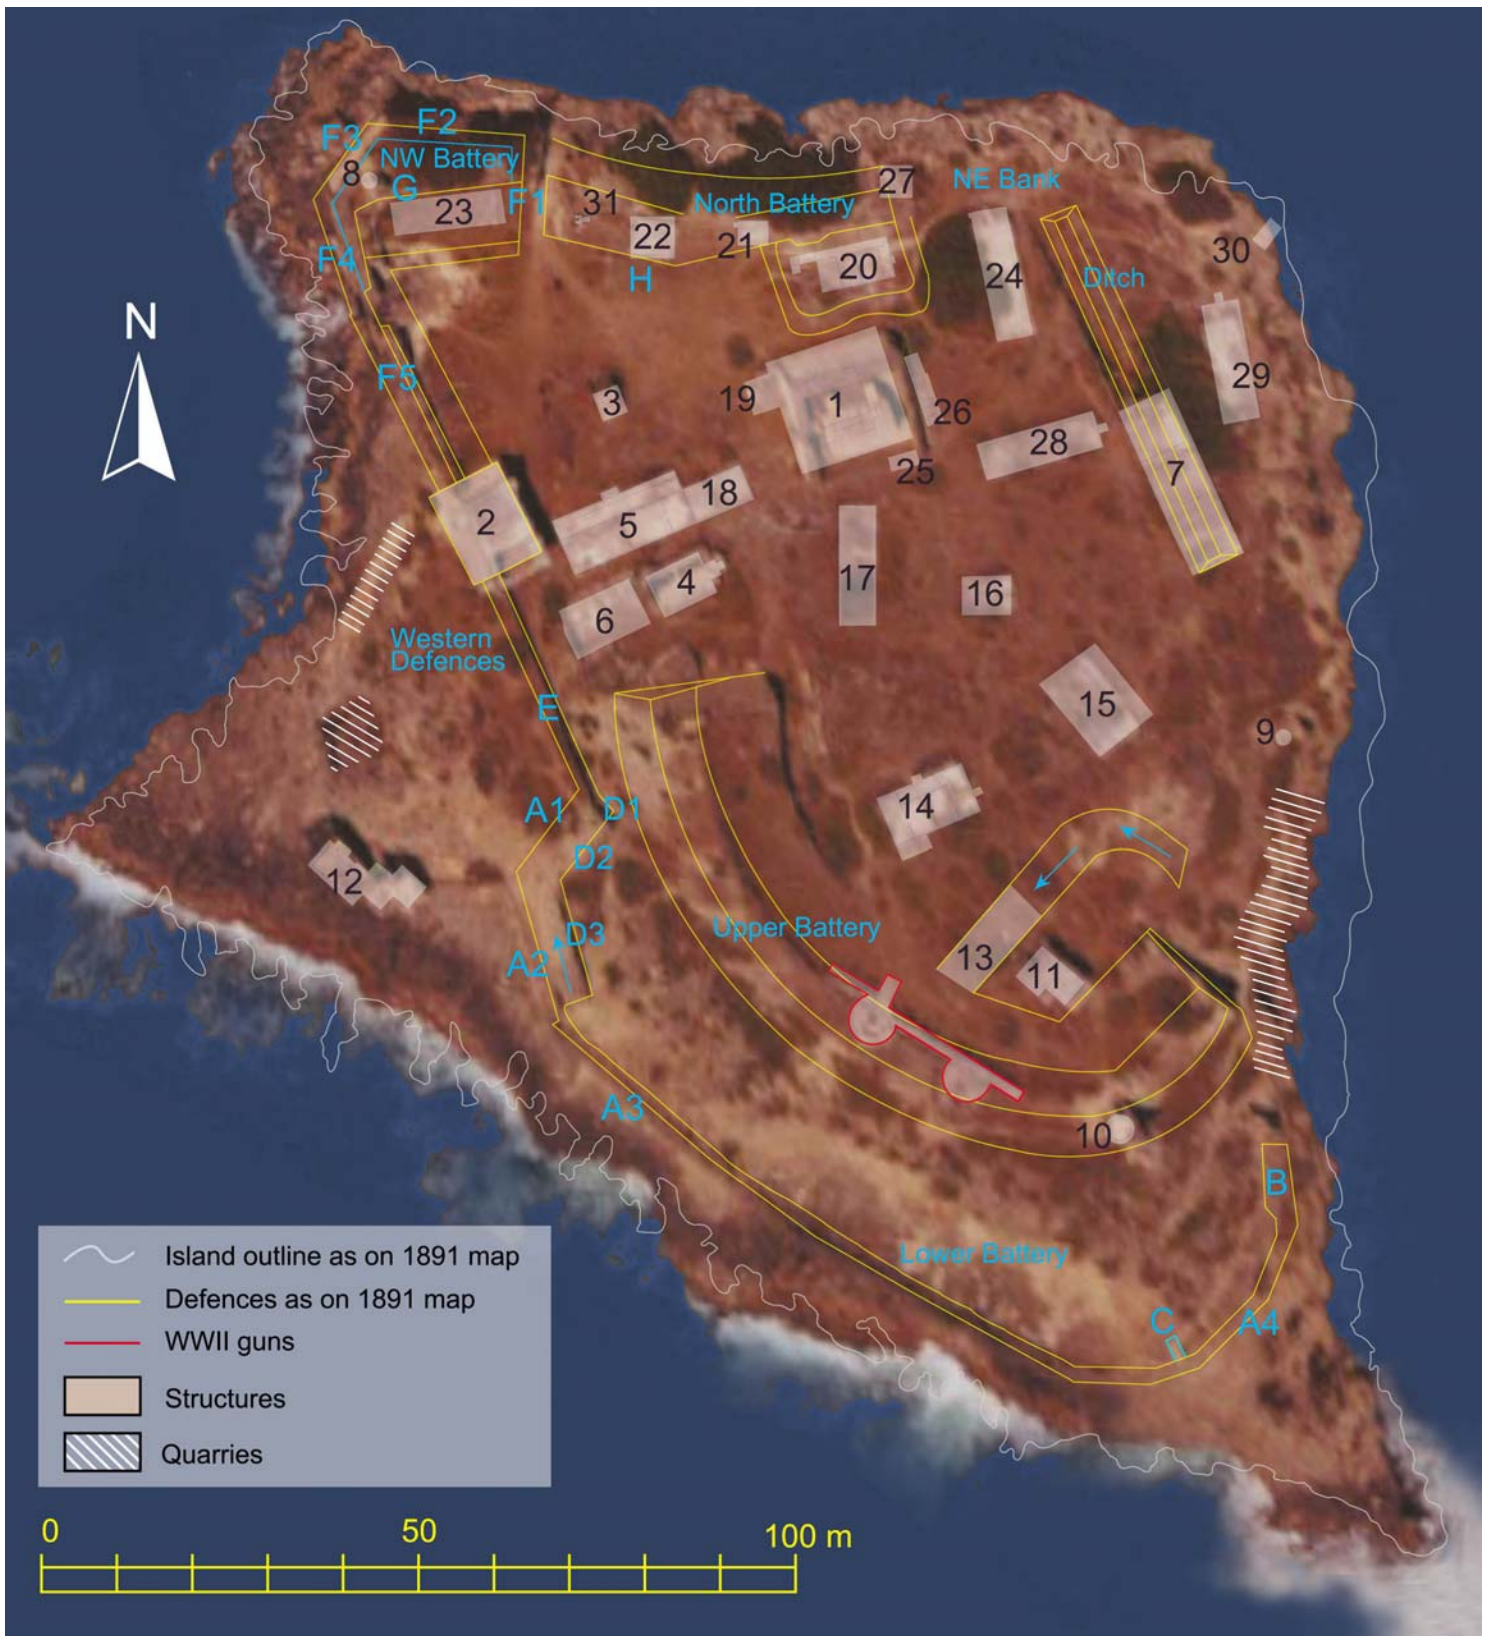 F2
F3
NW Battery
8
G
23
F1
31
22
H
North Battery
21
27
NE Bank
20
24
Ditch
30
29
F4
N
F5
3
19
1
26
25
28
7
2
5
18
4
6
17
16
Western
Defences
E
15
9
A1
D1
D2
14
12
Upper Battery
D3
A2
13
11
A3
10
B
Lower Battery
C
A4
Island outline as on 1891 map
Defences as on 1891 map
WWII guns
Structures
Quarries
0 50 100 m